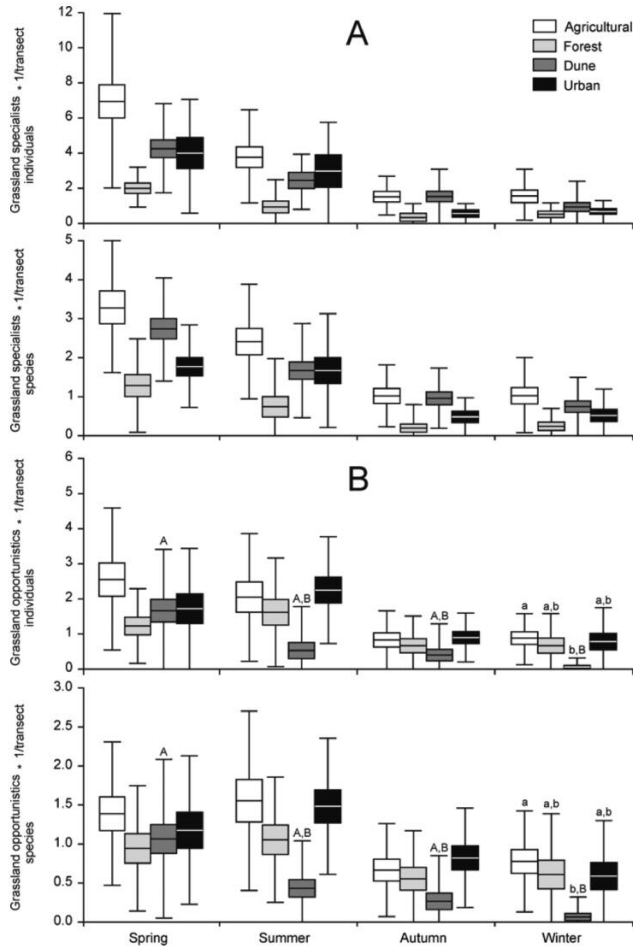 A
Agricultural
Forest
Dune
Urban
Grassland specialists * 1/transect
individuals
12
10
8
6
4
2
0
Grassland specialists * 1/transect
species
5
4
3
2
1
0
B
Grassland opportunistics * 1/transect
individuals
6
5
4
3
2
1
0
A
A,B
A,B
a
a,b
b,B
a,b
Grassland opportunistics * 1/transect
species
3.0
2.5
2.0
1.5
1.0
0.5
0.0
A
A,B
A,B
a
a,b
b,B
a,b
Spring
Summer
Autumn
Winter